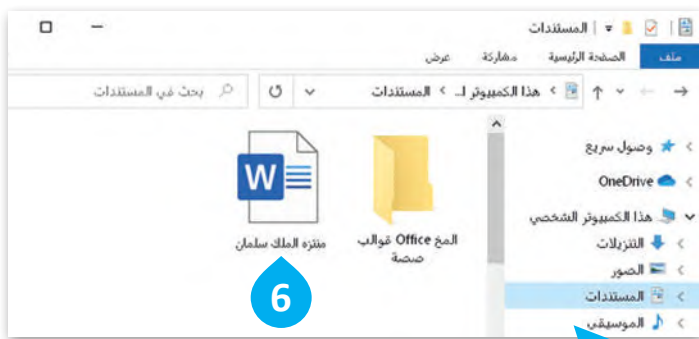 المستندات
ملف الصفحة الرئيسية مشاركة عرض
هذا الكمبيوتر ا... المستندات
بحث في المستندات
وصول سريع
OneDrive
هذا الكمبيوتر الشخصي
التنزيلات
الصور
المستندات
الموسيقى
المخ Office قوالب
صصة
منتزه الملك سلمان
W
6